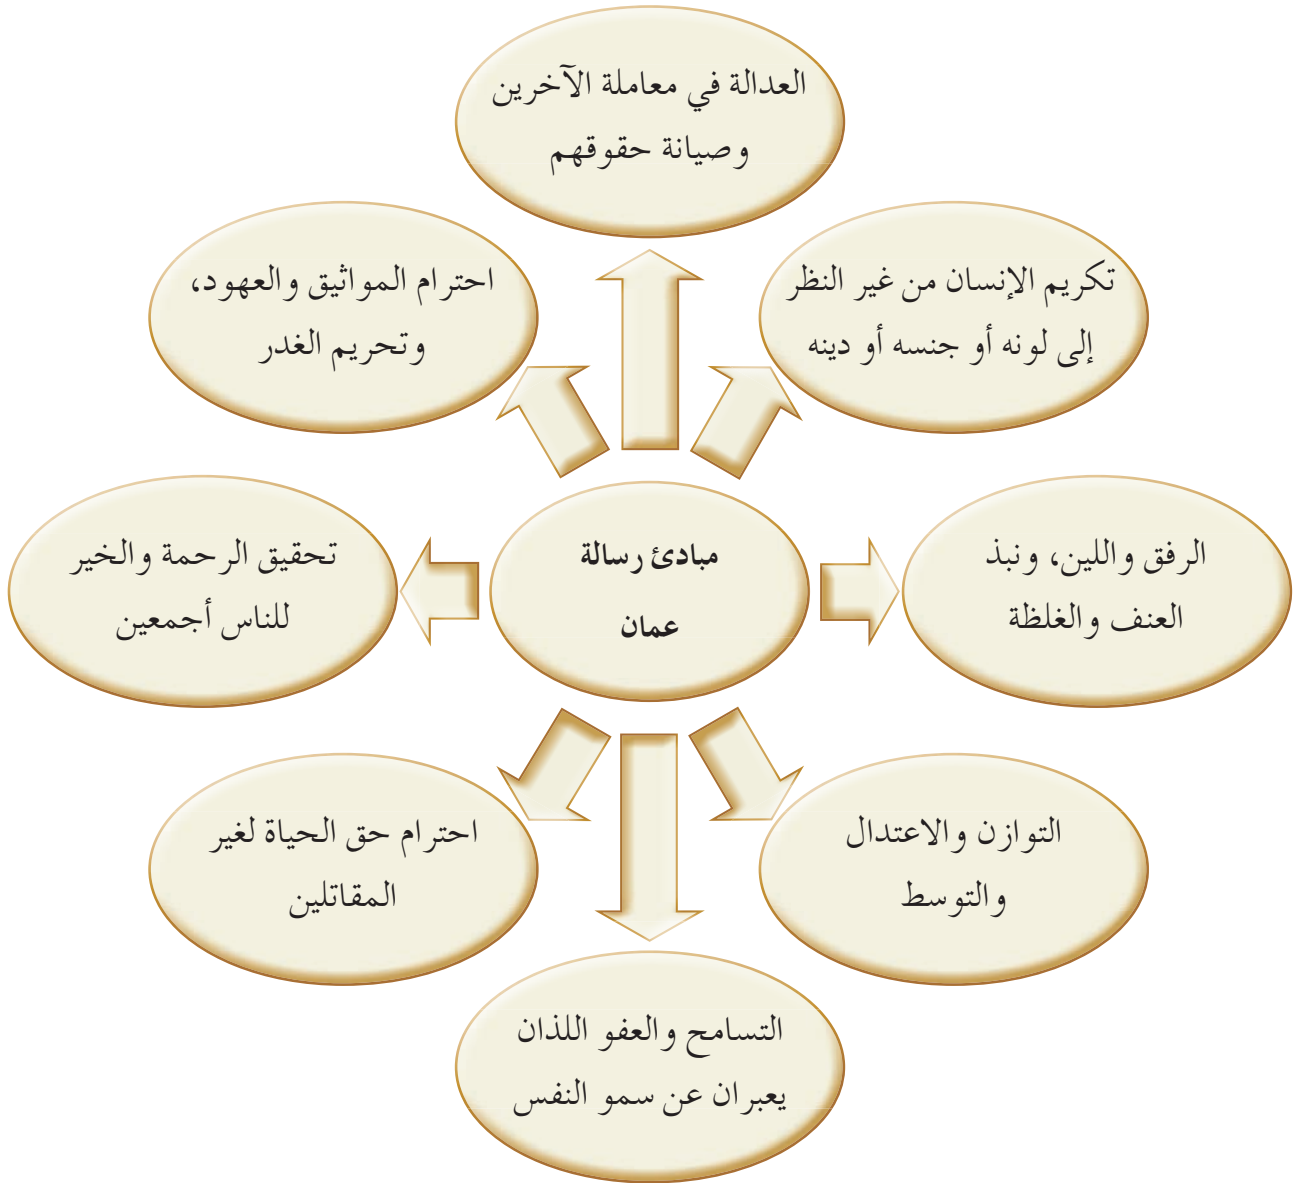 العدالة في معاملة الآخرين
وصيانة حقوقهم
تكريم الإنسان من غير النظر
إلى لونه أو جنسه أو دينه
احترام المواثيق والعهود،
وتحريم الغدر
الرفق واللين، ونبذ
العنف والغلظة
مبادئ رسالة
عمان
تحقيق الرحمة والخير
للناس أجمعين
التوازن والاعتدال
والتوسط
احترام حق الحياة لغير
المقاتلين
التسامح والعفو اللذان
يعبران عن سمو النفس